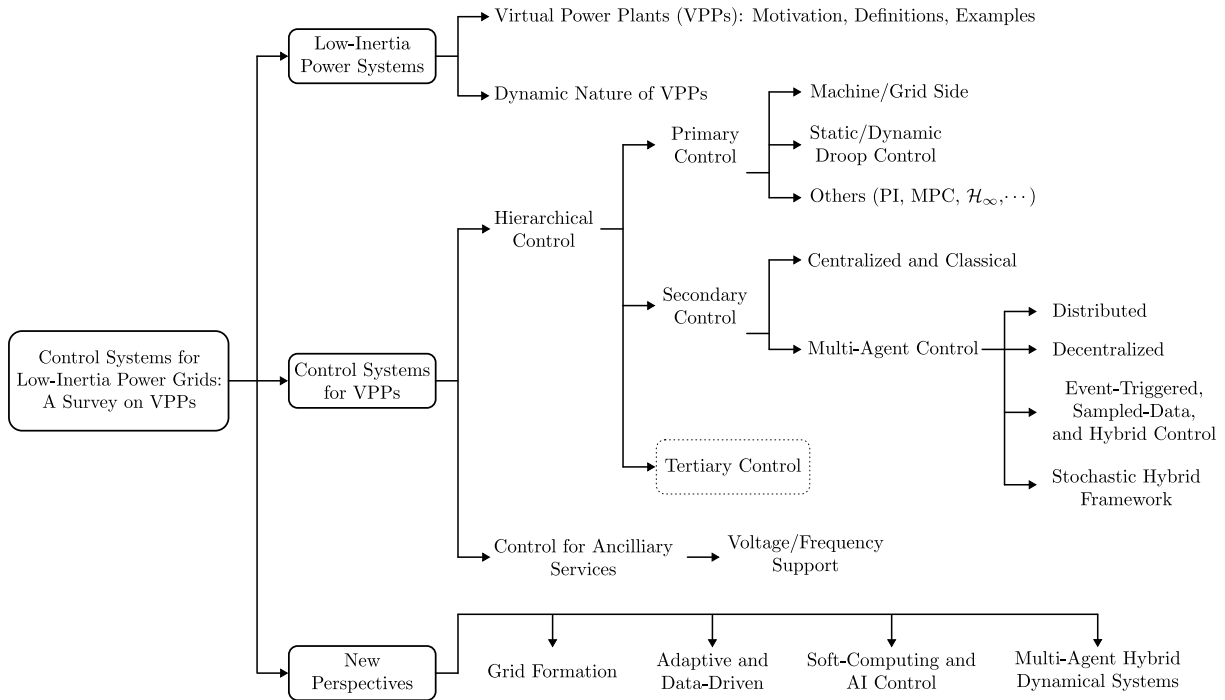 Virtual Power Plants (VPPs): Motivation, Definitions, Examples
Low-Inertia
Power Systems
Dynamic Nature of VPPs
Machine/Grid Side
Primary
Control
Static/Dynamic
Droop Control
Others (PI, MPC, ℋ∞,⋯)
Hierarchical
Control
Centralized and Classical
Secondary
Control
Multi-Agent Control
Distributed
Decentralized
Event-Triggered,
Sampled-Data,
and Hybrid Control
Stochastic Hybrid
Framework
Control Systems for
Low-Inertia Power Grids:
A Survey on VPPs
Control Systems
for VPPs
Tertiary Control
Control for Ancilliary
Services
Voltage/Frequency
Support
New
Perspectives
Grid Formation
Adaptive and
Data-Driven
Soft-Computing and
AI Control
Multi-Agent Hybrid
Dynamical Systems